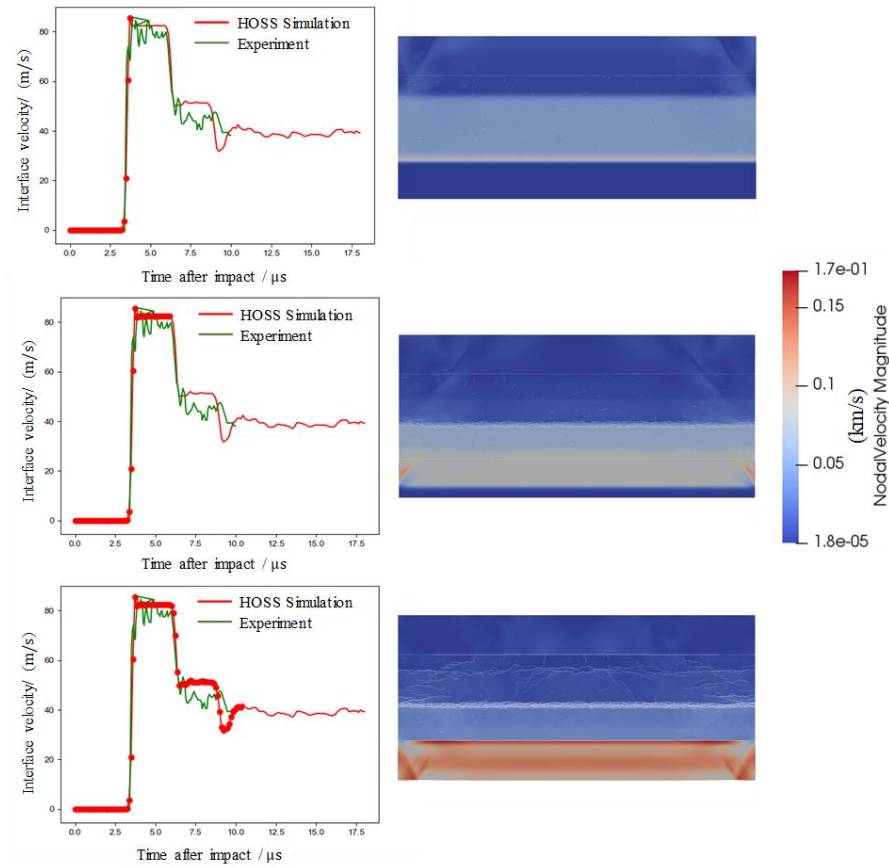 HOSS Simulation
Experiment
Interface velocity/ (m/s)
80
60
40
20
0
0.0 2.5 5.0 7.5 10.0 12.5 15.0 17.5
Time after impact / μs
HOSS Simulation
Experiment
Interface velocity/ (m/s)
80
60
40
20
0
0.0 2.5 5.0 7.5 10.0 12.5 15.0 17.5
Time after impact / μs
1.7e-01
0.15
0.1
0.05
1.8e-05
(km/s)
NodalVelocity Magnitude
HOSS Simulation
Experiment
Interface velocity/ (m/s)
80
60
40
20
0
0.0 2.5 5.0 7.5 10.0 12.5 15.0 17.5
Time after impact / μs